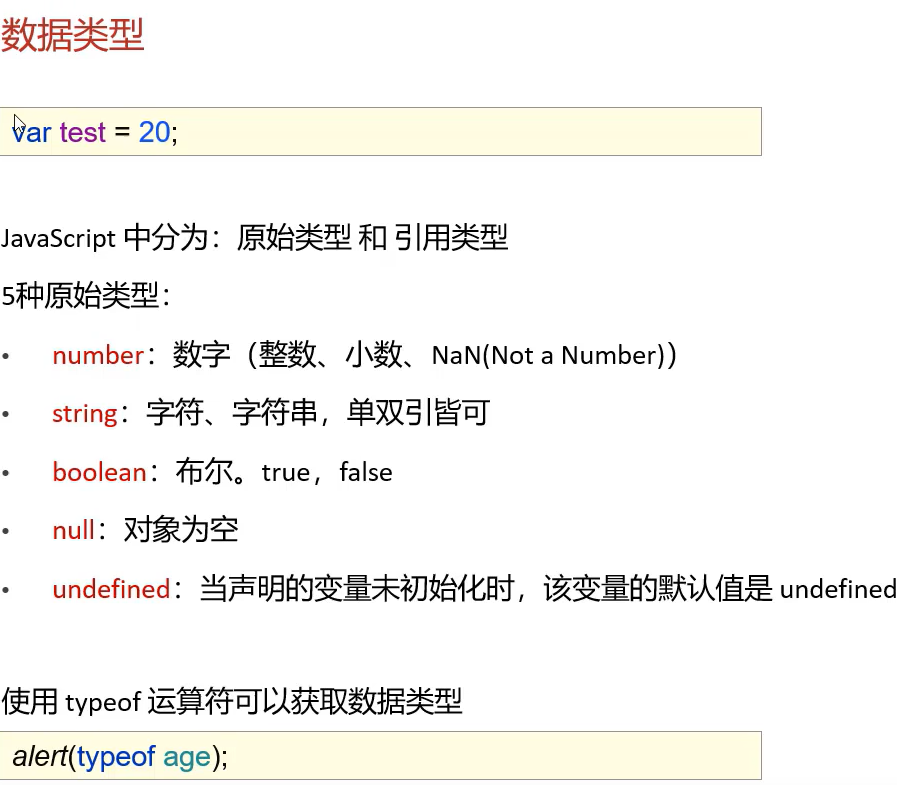 数据类型
var test = 20;
JavaScript 中分为：原始类型 和 引用类型
5种原始类型：
• number：数字（整数、小数、NaN(Not a Number)）
• string：字符、字符串，单双引皆可
• boolean：布尔。true，false
• null：对象为空
• undefined：当声明的变量未初始化时，该变量的默认值是 undefined
使用 typeof 运算符可以获取数据类型
alert(typeof age);